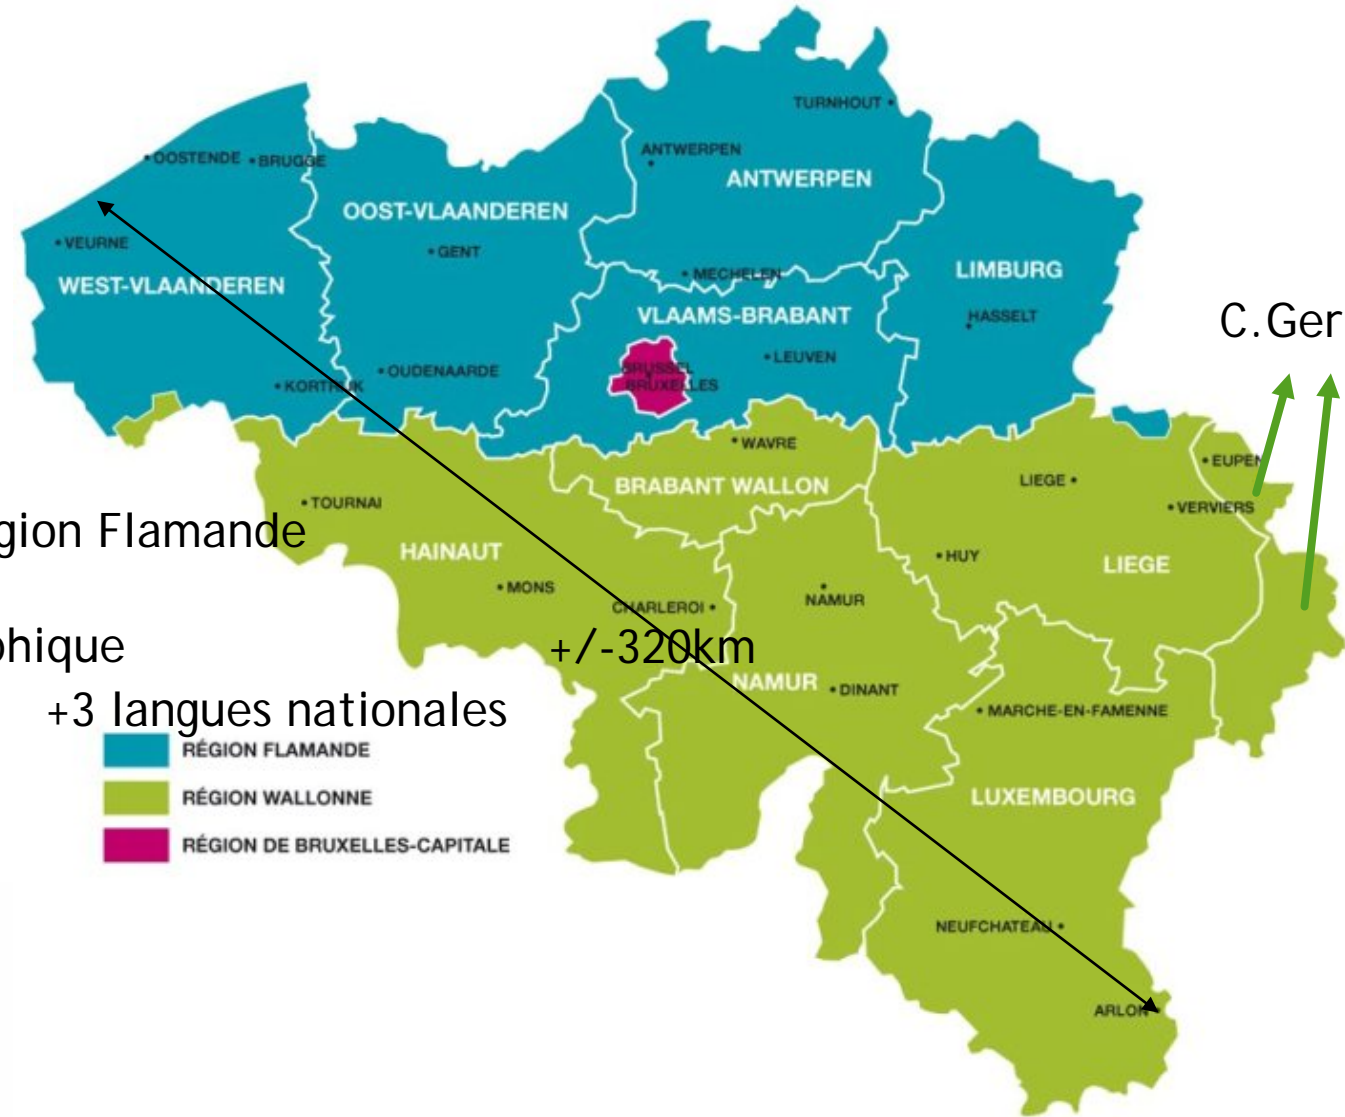 TURNHOUT
ANTWERPEN
ANTWERPEN
OOSTENDE
BRUGGE
OOST-VLAANDEREN
VEURNE
GENT
WEST-VLAANDEREN
MECHELEN
LIMBURG
VLAAMS-BRABANT
HASSELT
C.Ger
LEUVEN
BRUSSEL
BRUXELLES
OUDENAARDE
KORTRIJK
WAVRE
EUPEN
LIEGE
BRABANT WALLON
TOURNAI
VERVIERS
gion Flamande
HAINAUT
HUY
LIEGE
MONS
NAMUR
CHARLEROI
phique
+/-320km
NAMUR
DINANT
+3 langues nationales
MARCHE-EN-FAMENNE
RÉGION FLAMANDE
RÉGION WALLONNE
LUXEMBOURG
RÉGION DE BRUXELLES-CAPITALE
NEUFCHATEAU
ARLON